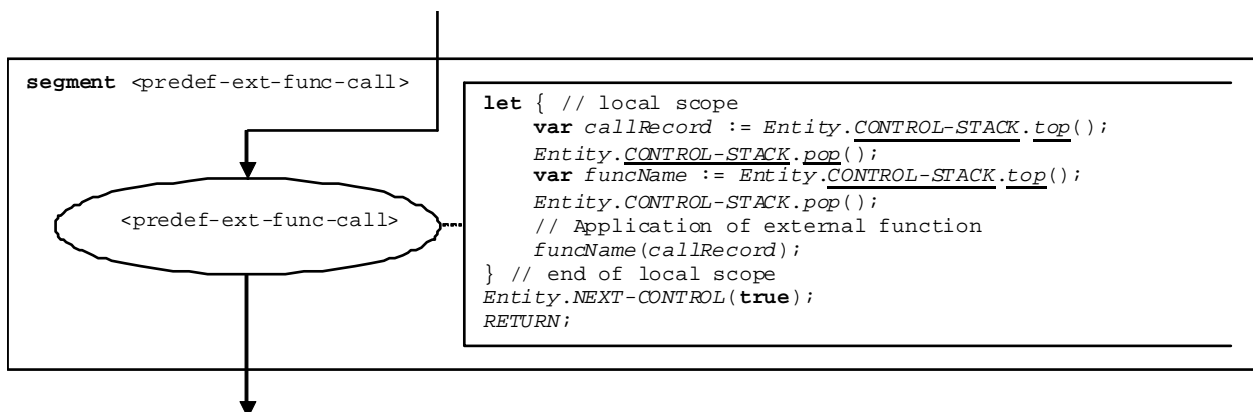 segment <predef-ext-func-call>
let { // local scope
var callRecord := Entity.CONTROL-STACK.top();
Entity.CONTROL-STACK.pop();
var funcName := Entity.CONTROL-STACK.top();
Entity.CONTROL-STACK.pop();
// Application of external function
funcName(callRecord);
} // end of local scope
Entity.NEXT-CONTROL(true);
RETURN;
<predef-ext-func-call>